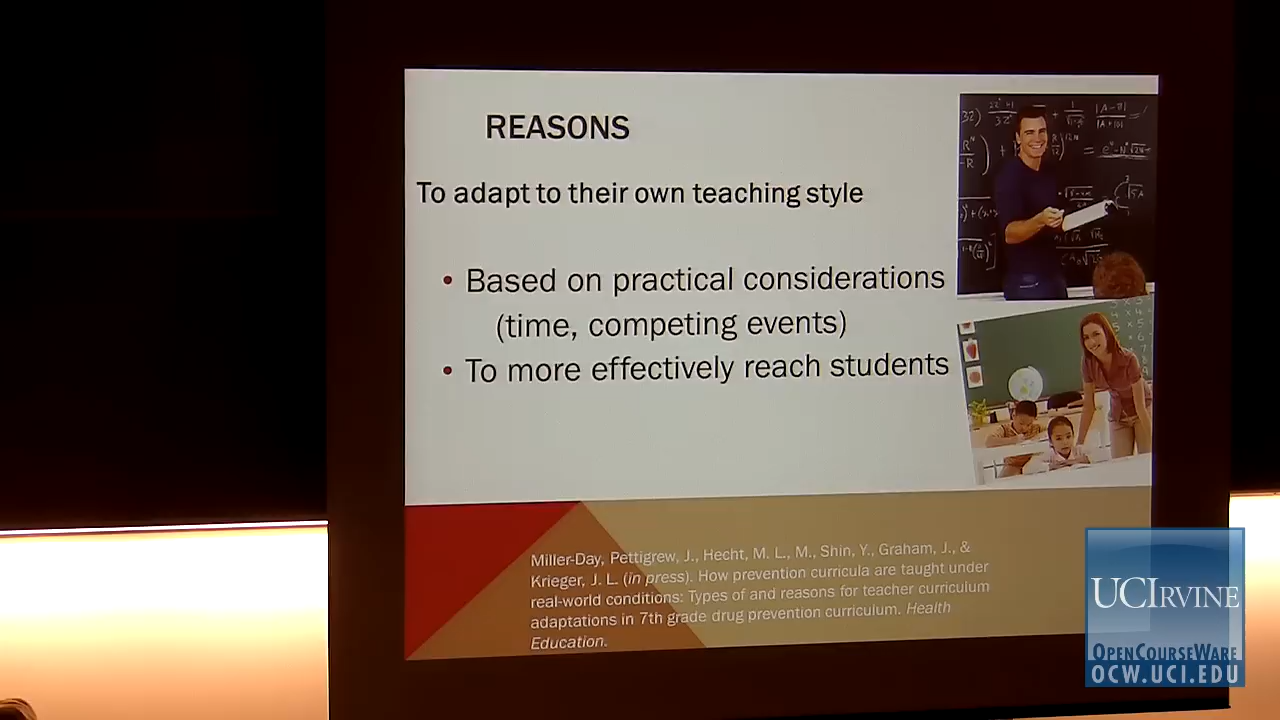 REASONS
To adapt to their own teaching style
• Based on practical considerations
(time, competing events)
• To more effectively reach students
Miller-Day, Pettigrew, J., Hecht, M. L., M., Shin, Y., Graham, J., &
Krieger, J. L. (in press). How prevention curricula are taught under
real-world conditions: Types of and reasons for teacher curriculum
adaptations in 7th grade drug prevention curriculum. Health
Education.
UCIRVINE
OPENCOURSEWARE
OCW.UCI.EDU